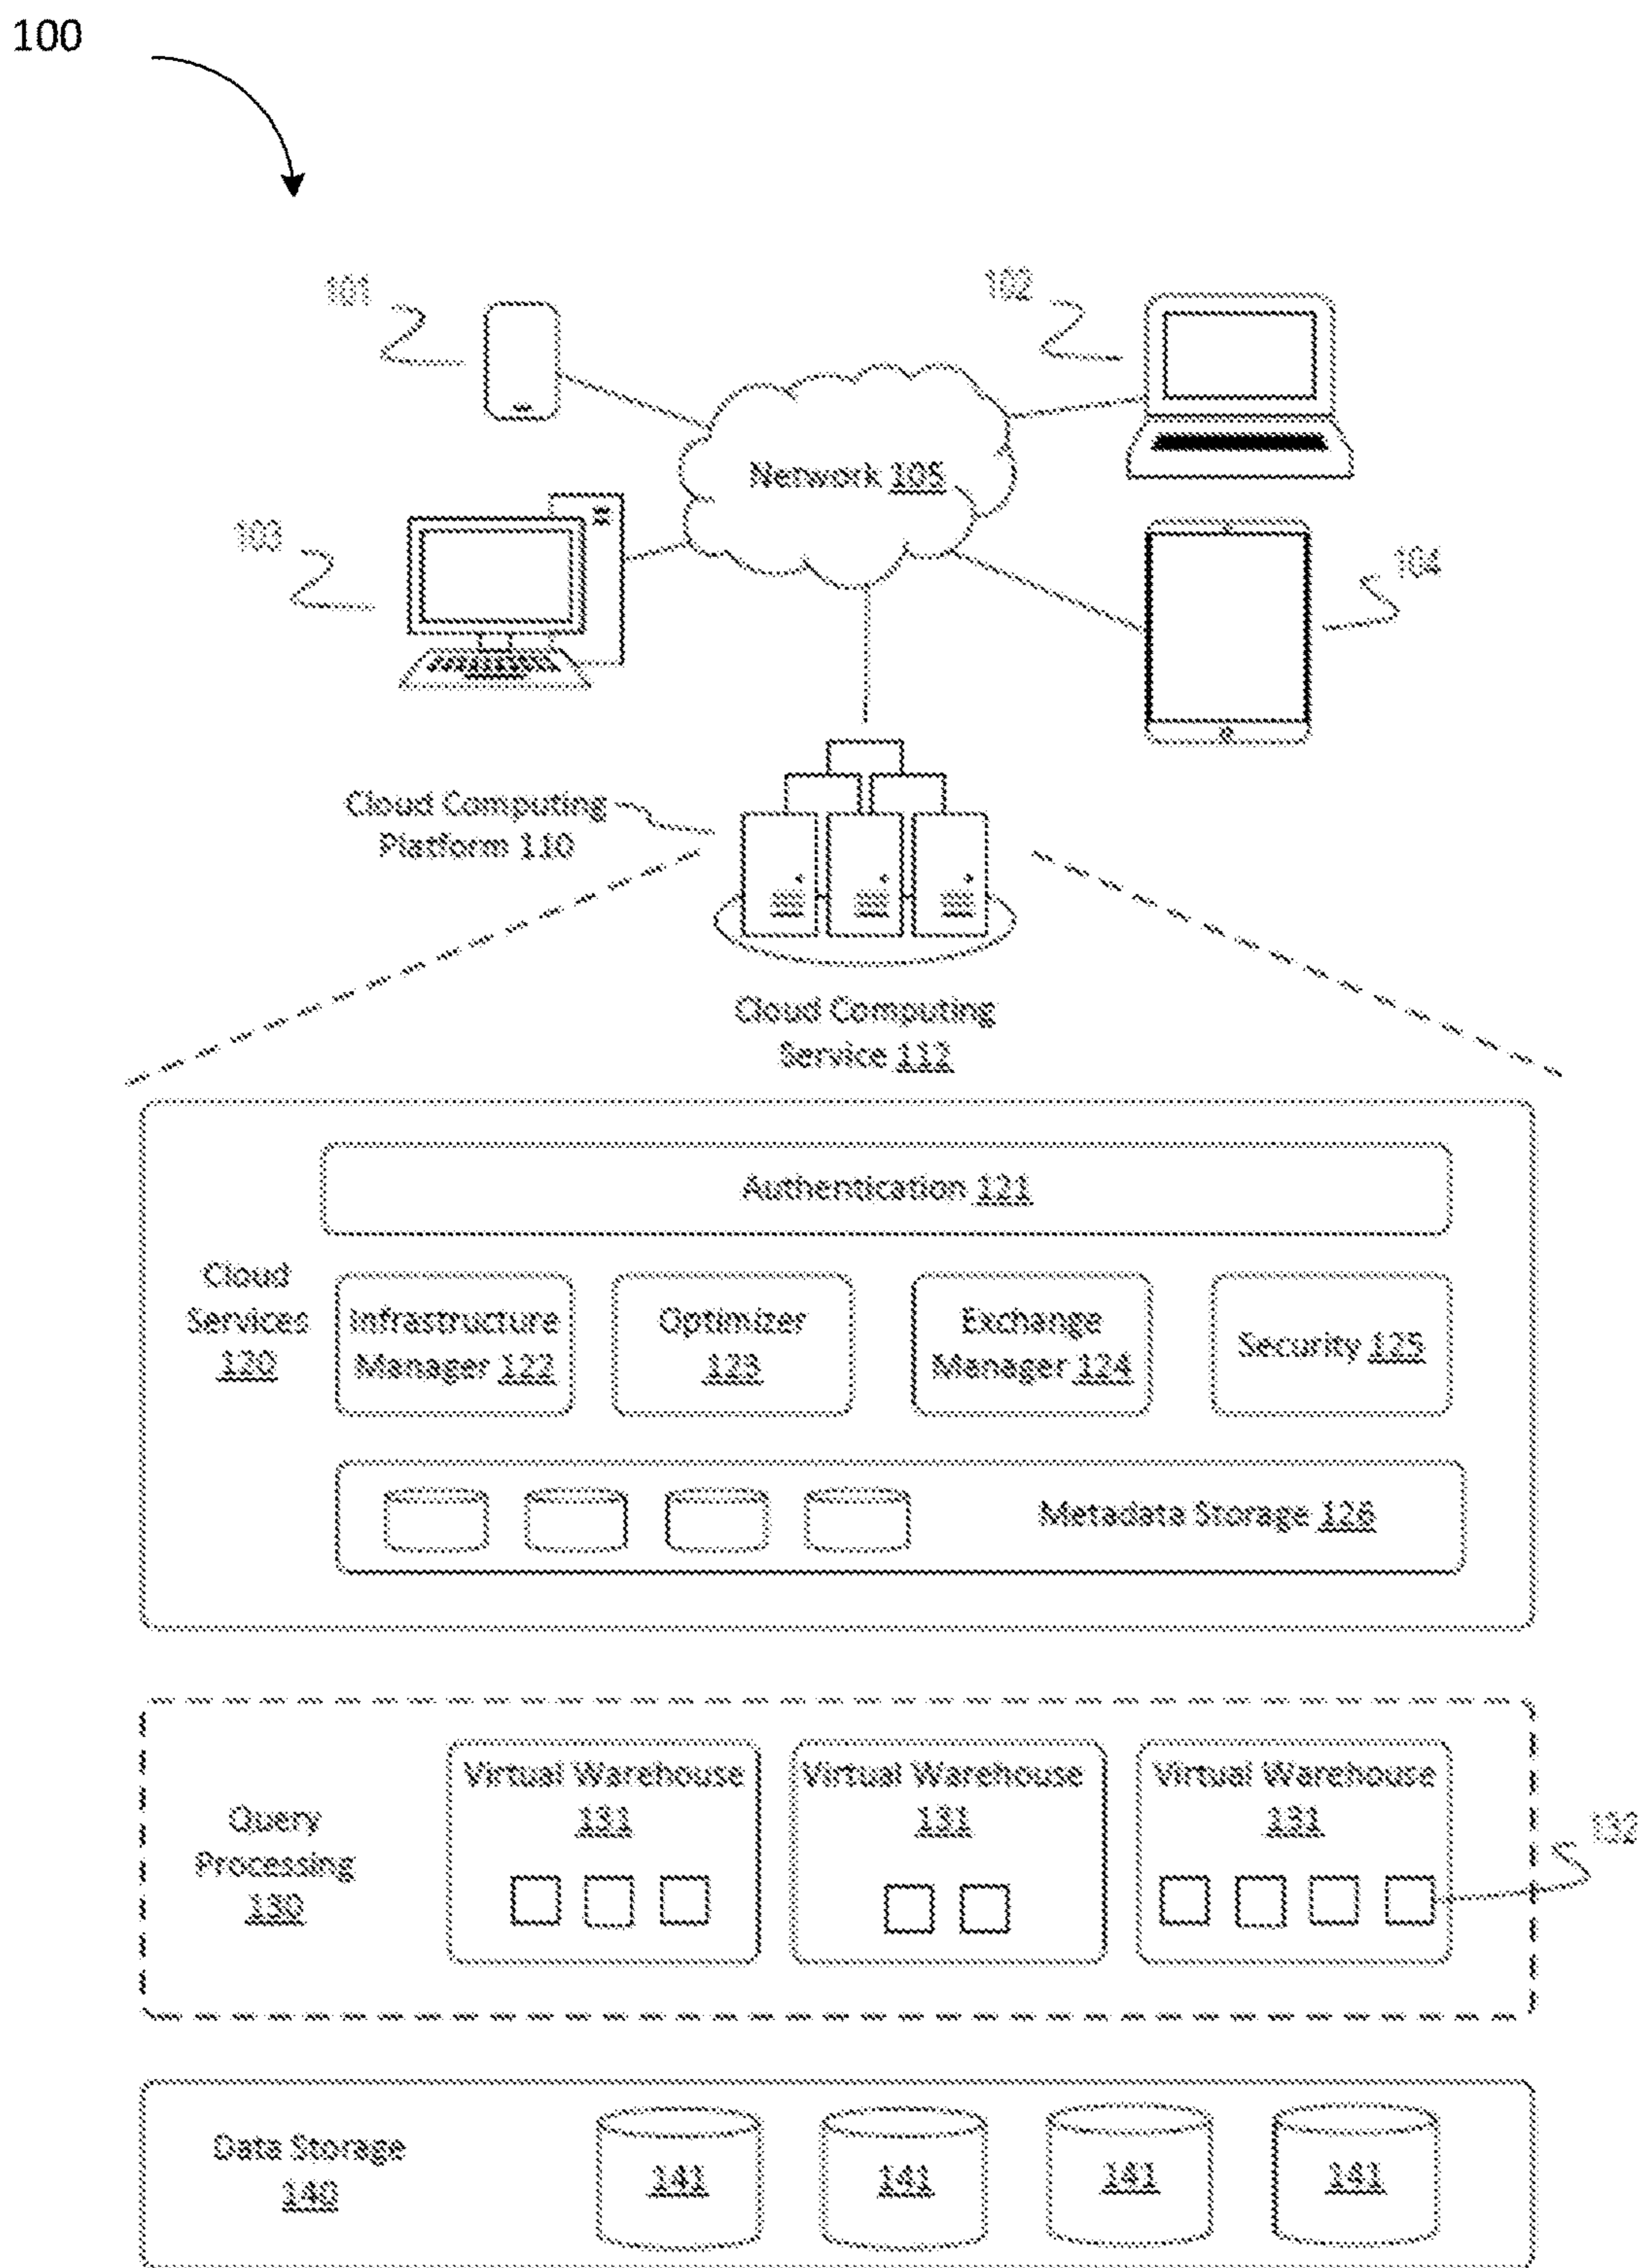 100
101
102
Network 105
103
104
Cloud Computing
Platform 110
Cloud Computing
Service 112
Authentication 121
Cloud
Services
120
Infrastructure
Manager 122
Optimizer
123
Exchange
Manager 124
Security 125
Metadata Storage 126
Query
Processing
130
Virtual Warehouse
131
Virtual Warehouse
131
Virtual Warehouse
131
132
Data Storage
140
141
141
141
141